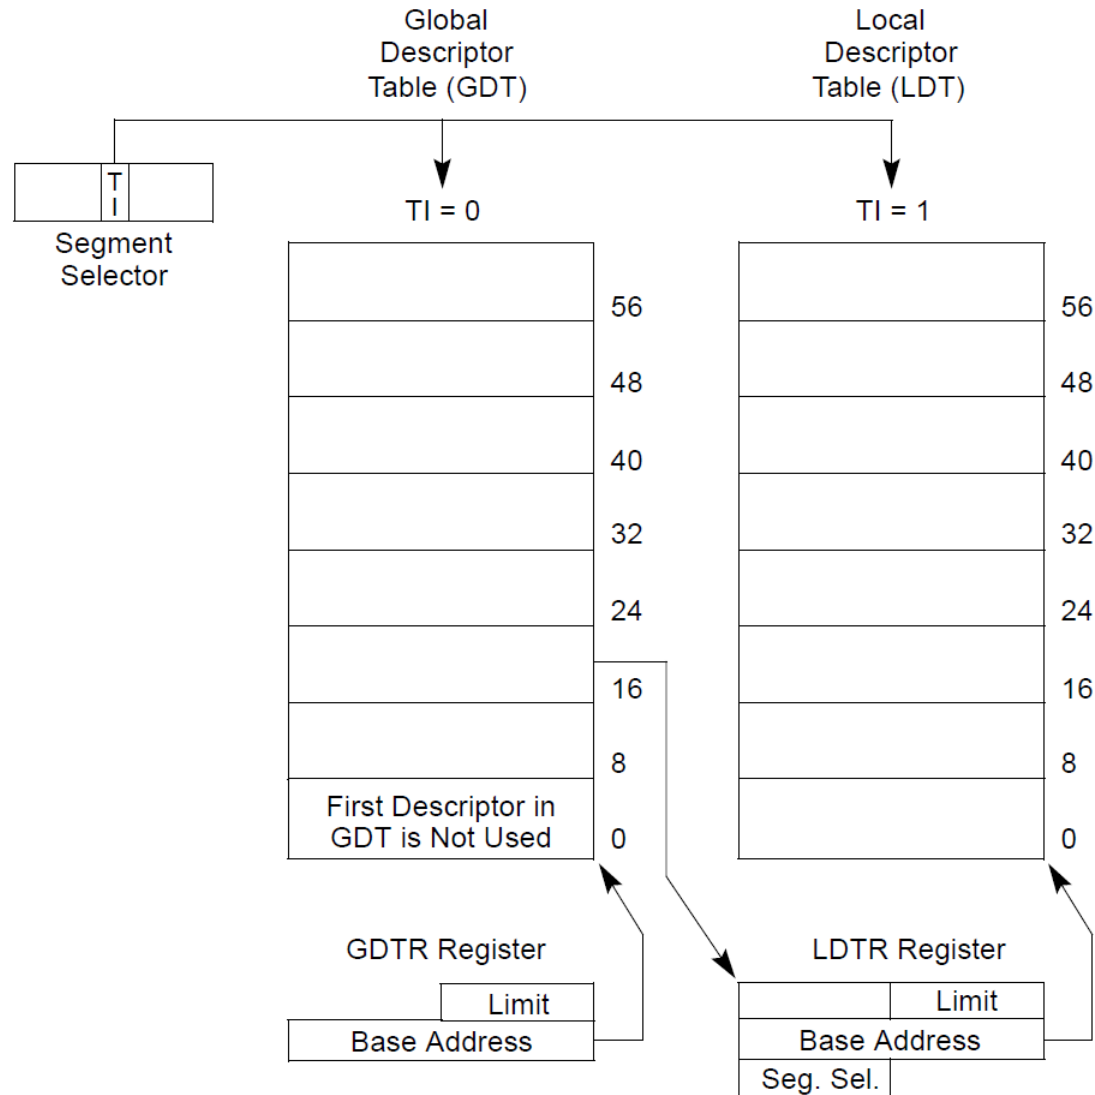 Global
Descriptor
Table (GDT)
Local
Descriptor
Table (LDT)
T
I
Segment
Selector
TI = 0
TI = 1
56
48
40
32
24
16
8
First Descriptor in
GDT is Not Used
0
56
48
40
32
24
16
8
0
GDTR Register
Limit
Base Address
LDTR Register
Limit
Base Address
Seg. Sel.